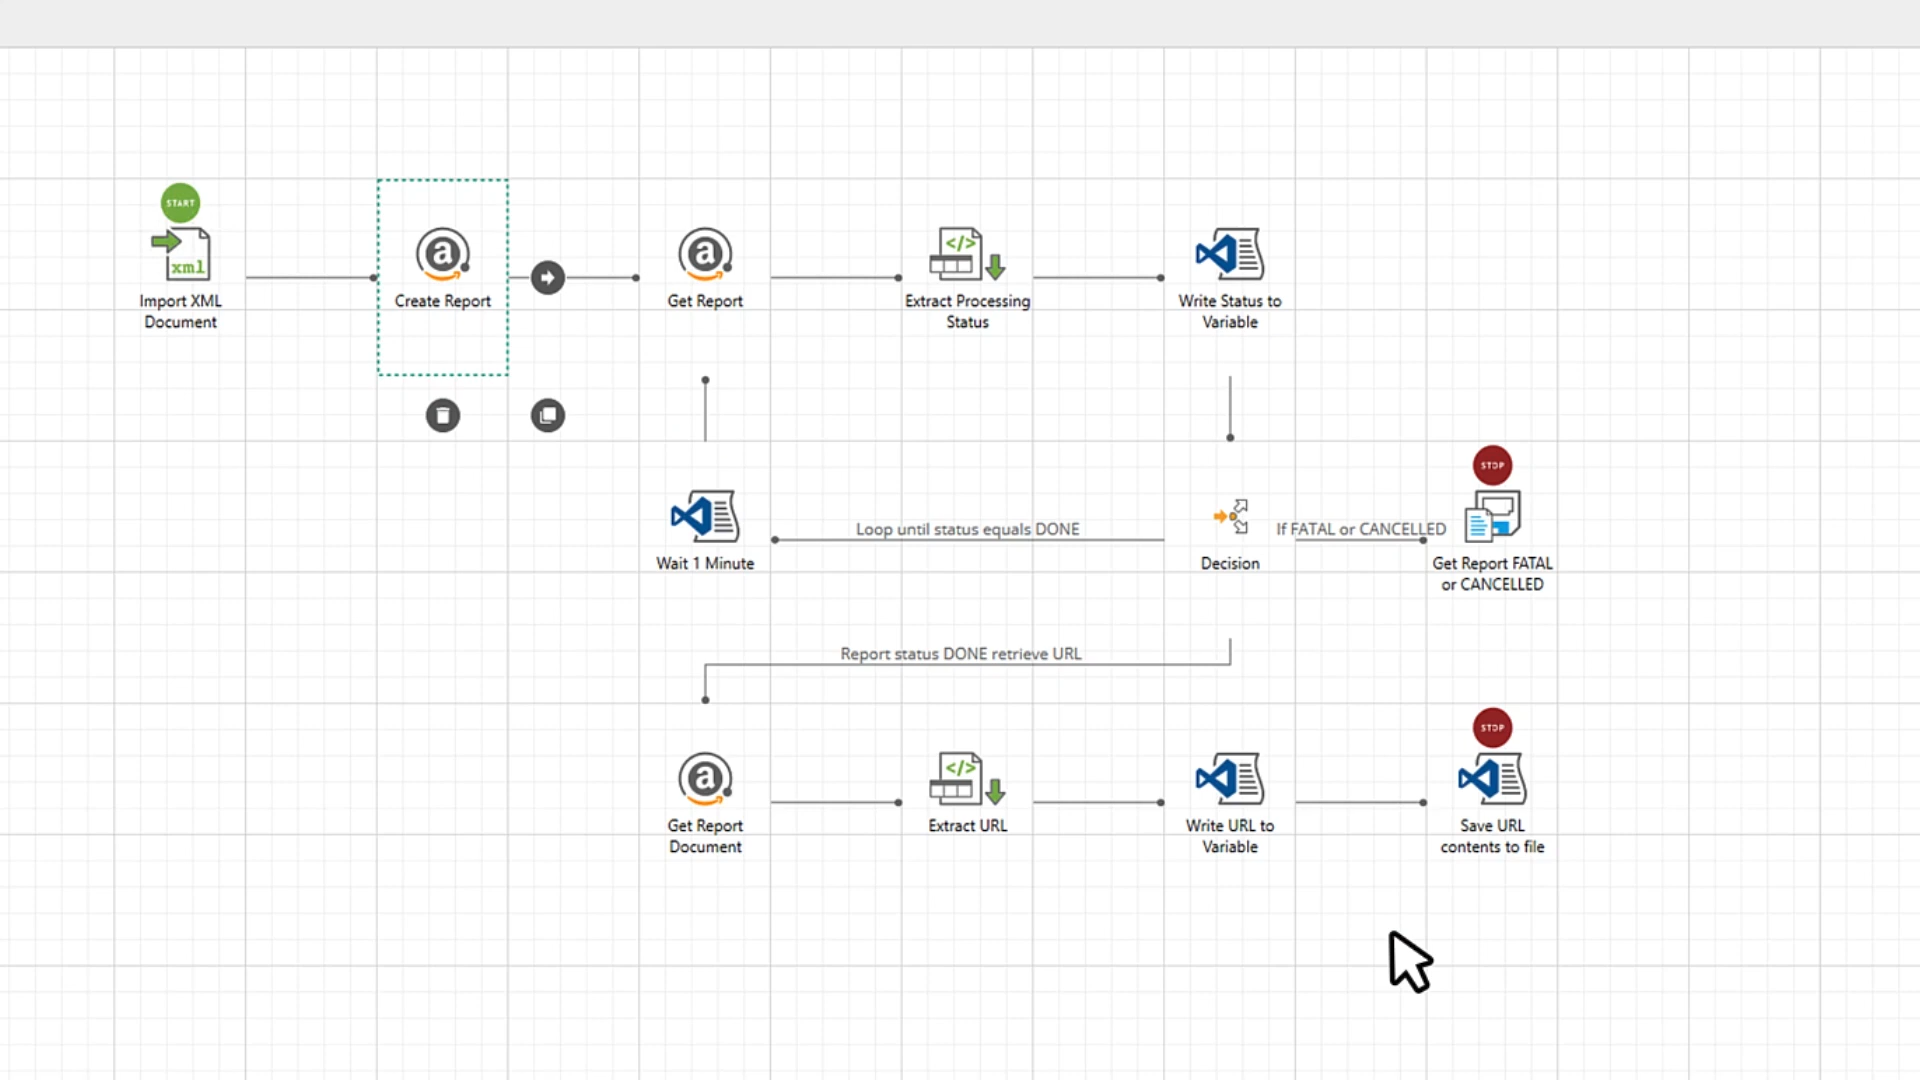 START
xml
Import XML
Document
a
Create Report
a
Get Report
</>
Extract Processing
Status
Write Status to
Variable
Wait 1 Minute
Loop until status equals DONE
Decision
If FATAL or CANCELLED
STOP
Get Report FATAL
or CANCELLED
Report status DONE retrieve URL
a
Get Report
Document
</>
Extract URL
Write URL to
Variable
STOP
Save URL
contents to file